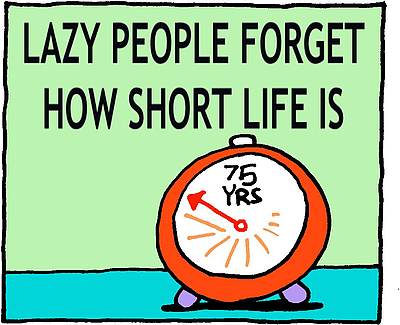 LAZY PEOPLE FORGET
HOW SHORT LIFE IS
75
YRS